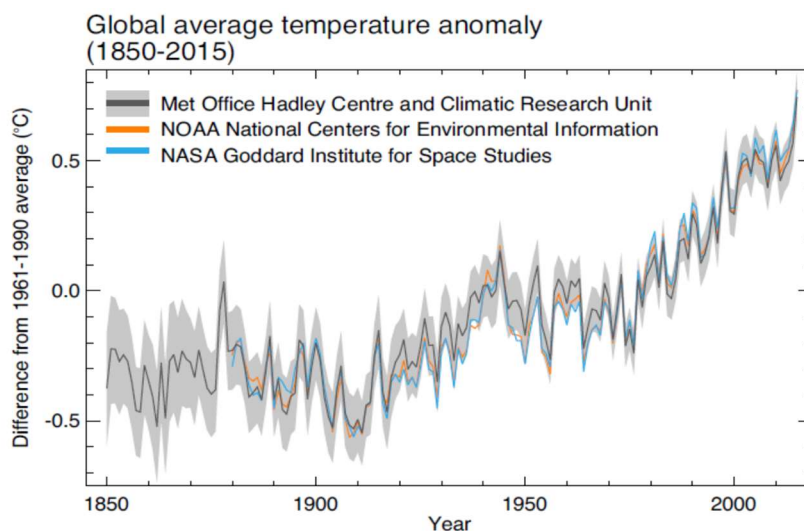 Global average temperature anomaly
(1850-2015)
Met Office Hadley Centre and Climatic Research Unit
NOAA National Centers for Environmental Information
NASA Goddard Institute for Space Studies
Difference from 1961-1990 average (°C)
0.5
0.0
-0.5
1850
1900
1950
2000
Year